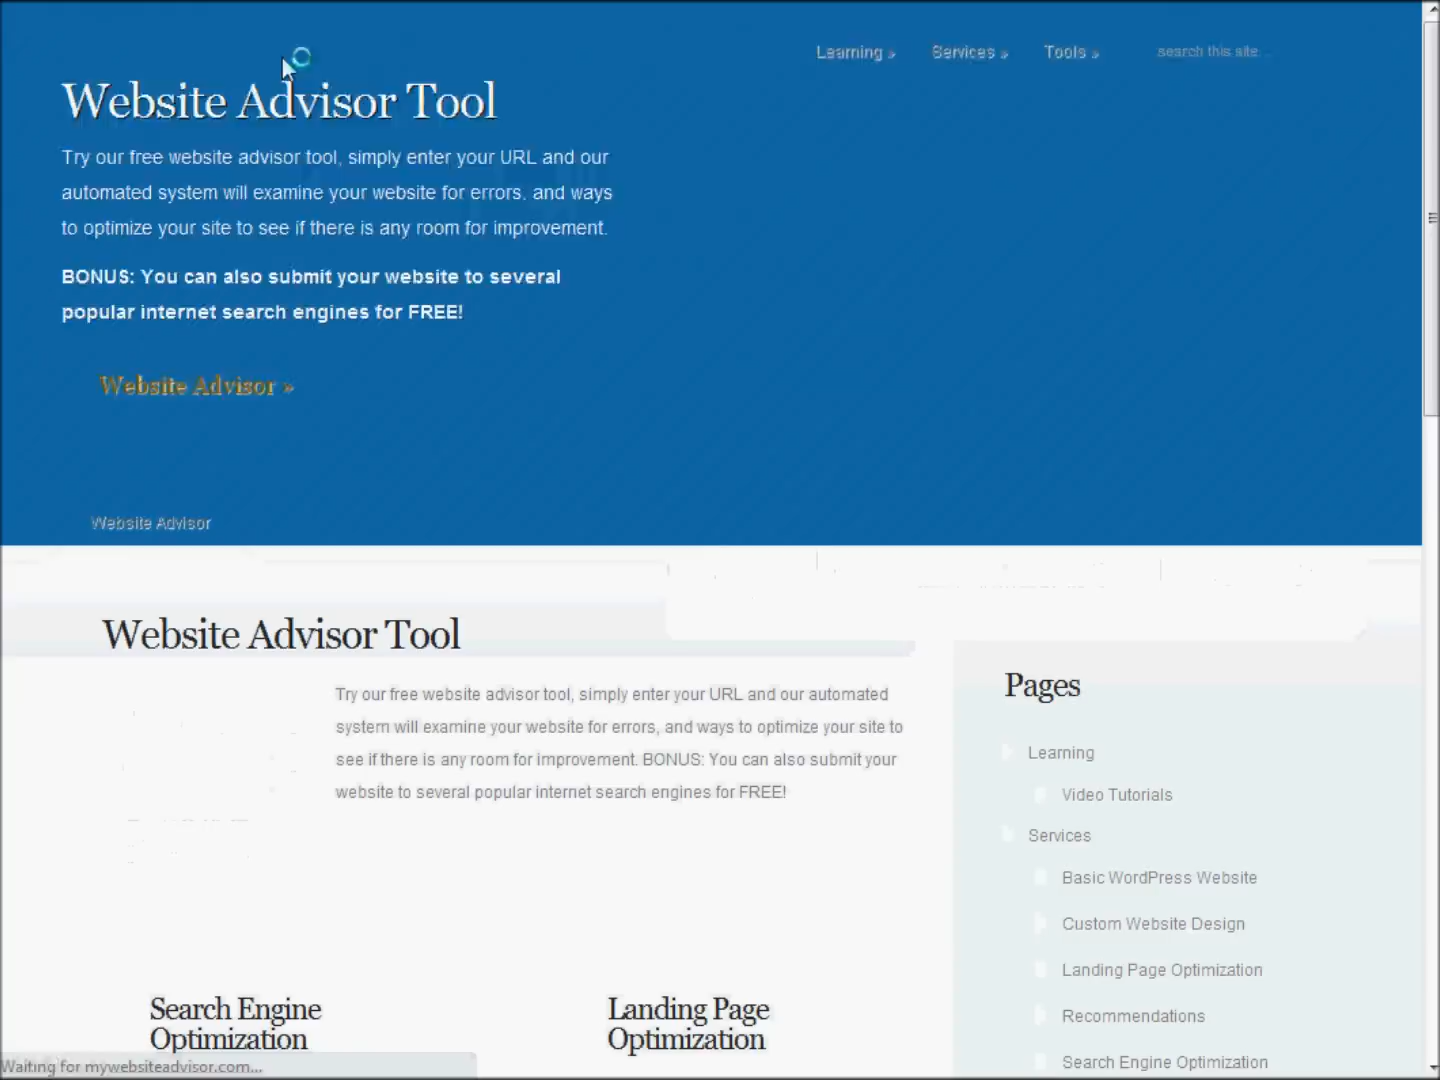 Learning » Services » Tools » search this site...
Website Advisor Tool
Try our free website advisor tool, simply enter your URL and our
automated system will examine your website for errors. and ways
to optimize your site to see if there is any room for improvement.
BONUS: You can also submit your website to several
popular internet search engines for FREE!
Website Advisor »
Website Advisor
Website Advisor Tool
Try our free website advisor tool, simply enter your URL and our automated
system will examine your website for errors, and ways to optimize your site to
see if there is any room for improvement. BONUS: You can also submit your
website to several popular internet search engines for FREE!
Search Engine
Optimization
Landing Page
Optimization
Pages
Learning
Video Tutorials
Services
Basic WordPress Website
Custom Website Design
Landing Page Optimization
Recommendations
Search Engine Optimization
Waiting for mywebsiteadvisor.com...